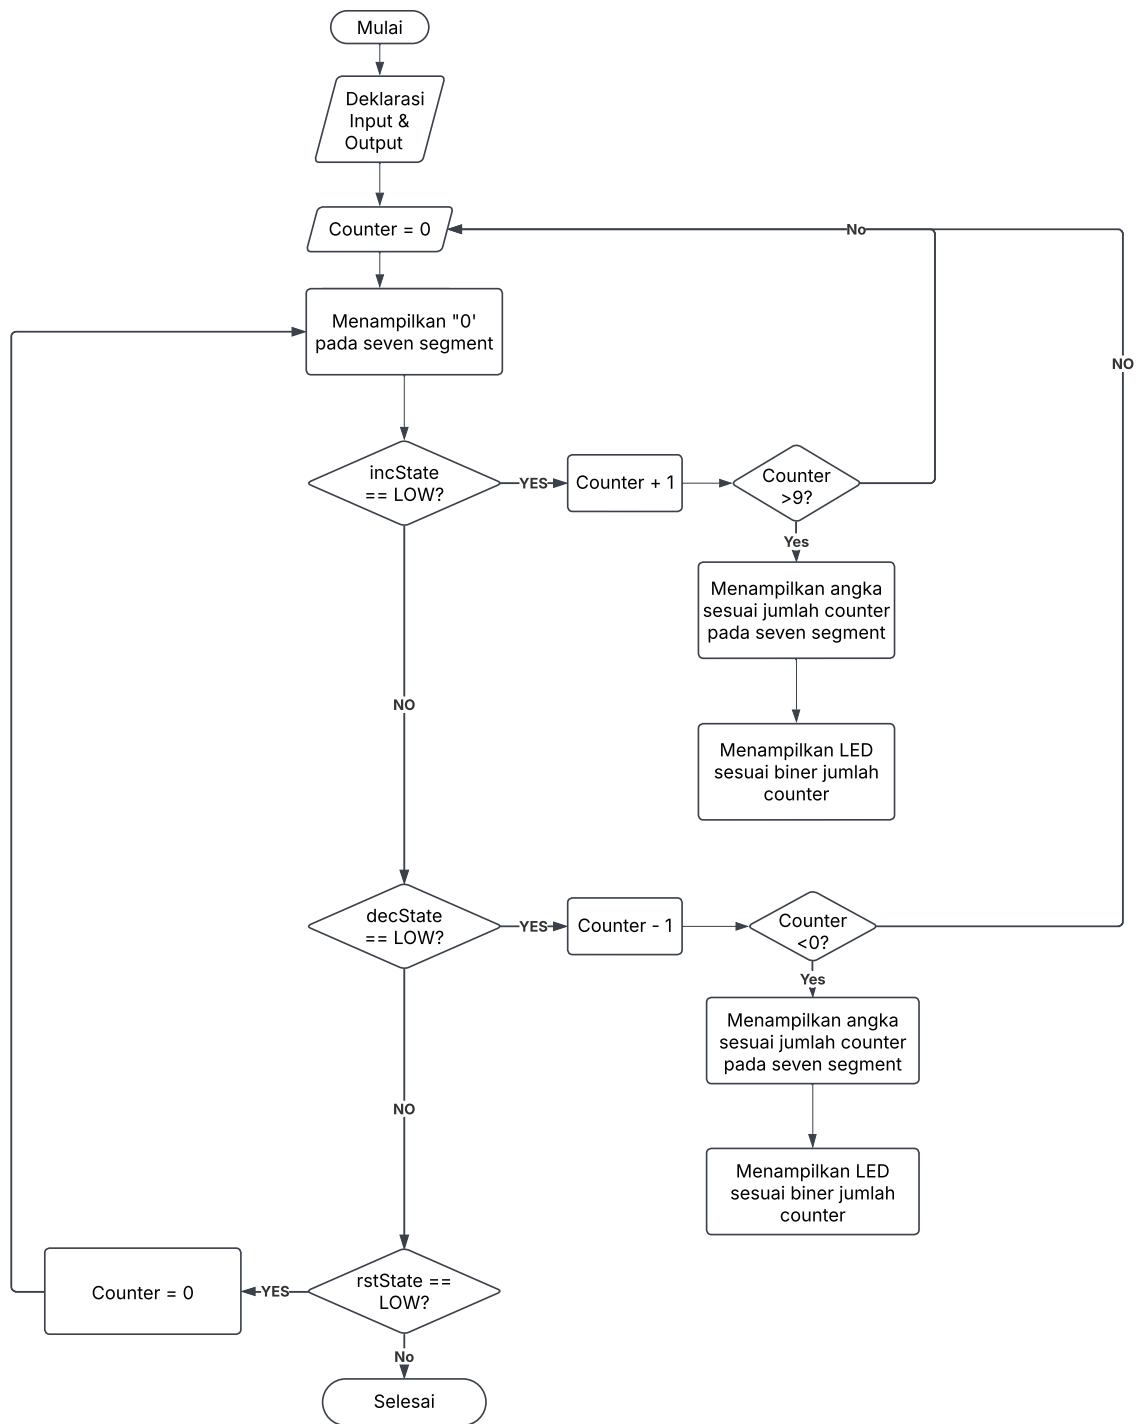 Mulai
Deklarasi
Input &
Output
Counter = 0
No
Menampilkan "0'
pada seven segment
NO
incState
== LOW?
YES
Counter + 1
Counter
>9?
Yes
Menampilkan angka
sesuai jumlah counter
pada seven segment
NO
Menampilkan LED
sesuai biner jumlah
counter
decState
== LOW?
YES
Counter - 1
Counter
<0?
Yes
Menampilkan angka
sesuai jumlah counter
pada seven segment
NO
Menampilkan LED
sesuai biner jumlah
counter
rstState ==
LOW?
YES
Counter = 0
No
Selesai